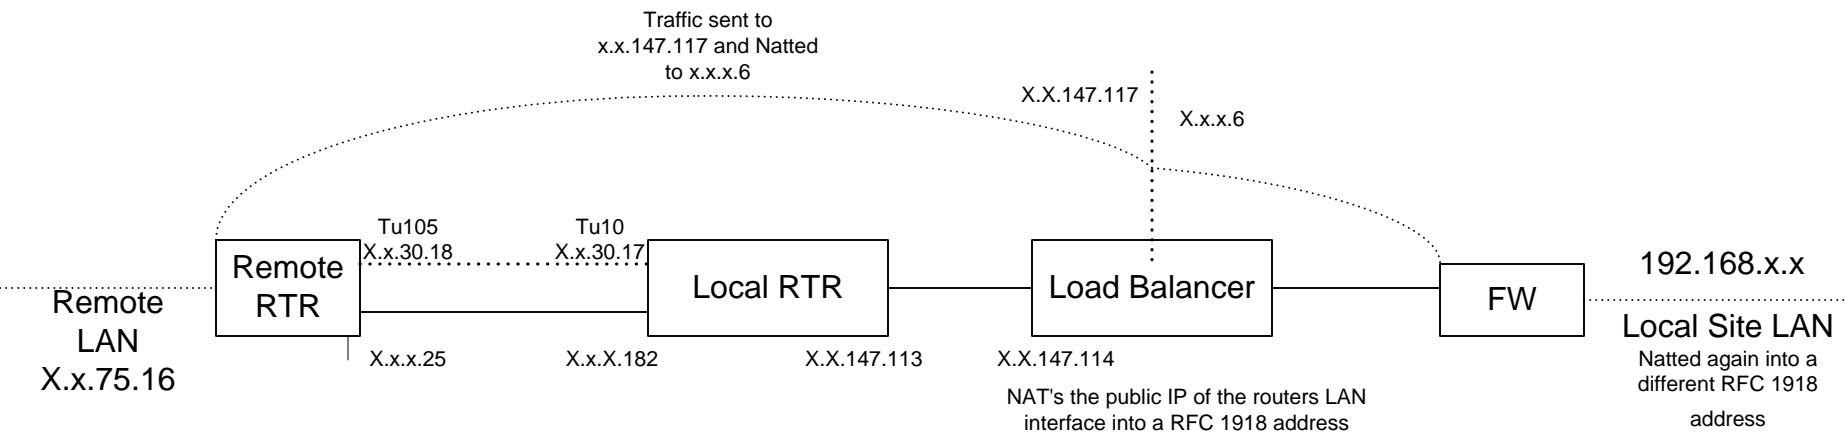 Traffic sent to
x.x.147.117 and Natted
to x.x.x.6
X.X.147.117
X.x.x.6
Tu105
X.x.30.18
Tu10
X.x.30.17
Remote
RTR
Local RTR
Load Balancer
FW
192.168.x.x
Remote
LAN
X.x.75.16
X.x.x.25
X.x.X.182
X.X.147.113
X.X.147.114
NAT's the public IP of the routers LAN
interface into a RFC 1918 address
Local Site LAN
Natted again into a
different RFC 1918
address